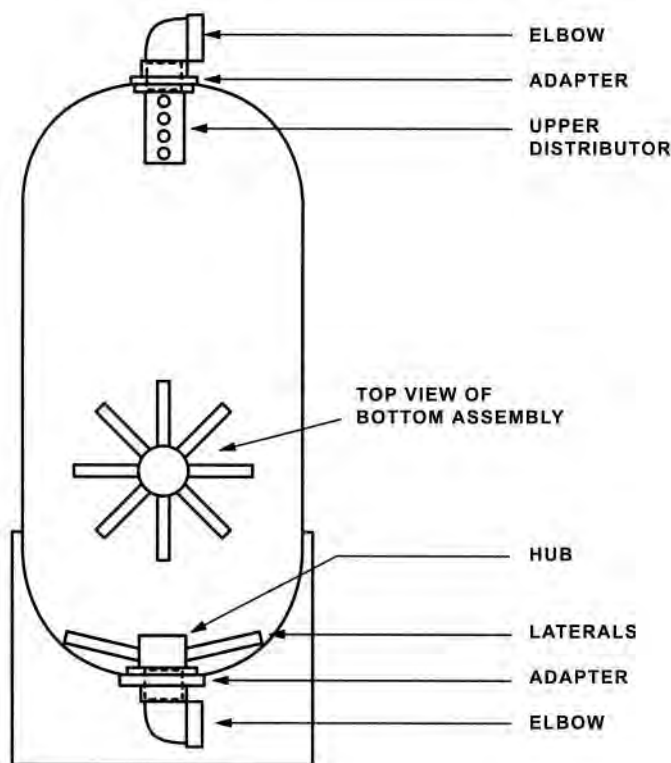 ELBOW
ADAPTER
UPPER
DISTRIBUTOR
TOP VIEW OF
BOTTOM ASSEMBLY
HUB
LATERALS
ADAPTER
ELBOW